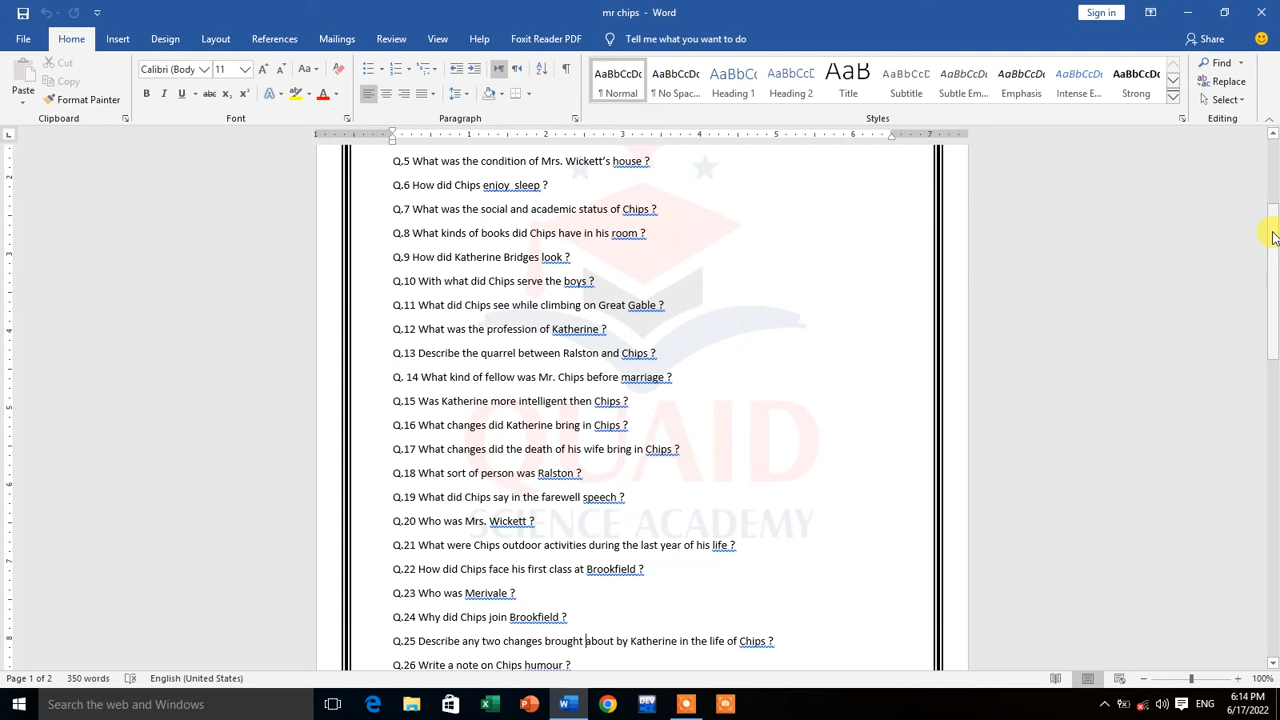 mr chips - Word
Sign in
File Home Insert Design Layout References Mailings Review View Help Foxit Reader PDF Tell me what you want to do Share
Cut
Copy
Format Painter
Paste
Calibri (Body 11
Clipboard Font Paragraph Styles Editing
AaBbCcDc AaBbCcDc AaBbCc AaBbCcD AaB AaBbCcD AaBbCcDc AaBbCcDc AaBbCcDc AaBbCcDc
¶ Normal ¶ No Spac... Heading 1 Heading 2 Title Subtitle Subtle Em... Emphasis Intense E... Strong
Find
Replace
Select
Q.5 What was the condition of Mrs. Wickett’s house ?
Q.6 How did Chips enjoy sleep ?
Q.7 What was the social and academic status of Chips ?
Q.8 What kinds of books did Chips have in his room ?
Q.9 How did Katherine Bridges look ?
Q.10 With what did Chips serve the boys ?
Q.11 What did Chips see while climbing on Great Gable ?
Q.12 What was the profession of Katherine ?
Q.13 Describe the quarrel between Ralston and Chips ?
Q. 14 What kind of fellow was Mr. Chips before marriage ?
Q.15 Was Katherine more intelligent then Chips ?
Q.16 What changes did Katherine bring in Chips ?
Q.17 What changes did the death of his wife bring in Chips ?
Q.18 What sort of person was Ralston ?
Q.19 What did Chips say in the farewell speech ?
Q.20 Who was Mrs. Wickett ?
Q.21 What were Chips outdoor activities during the last year of his life ?
Q.22 How did Chips face his first class at Brookfield ?
Q.23 Who was Merivale ?
Q.24 Why did Chips join Brookfield ?
Q.25 Describe any two changes brought about by Katherine in the life of Chips ?
Q.26 Write a note on Chips humour ?
QUAID
SCIENCE ACADEMY
Page 1 of 2 350 words English (United States) 100%
Search the web and Windows
ENG
6:14 PM
6/17/2022